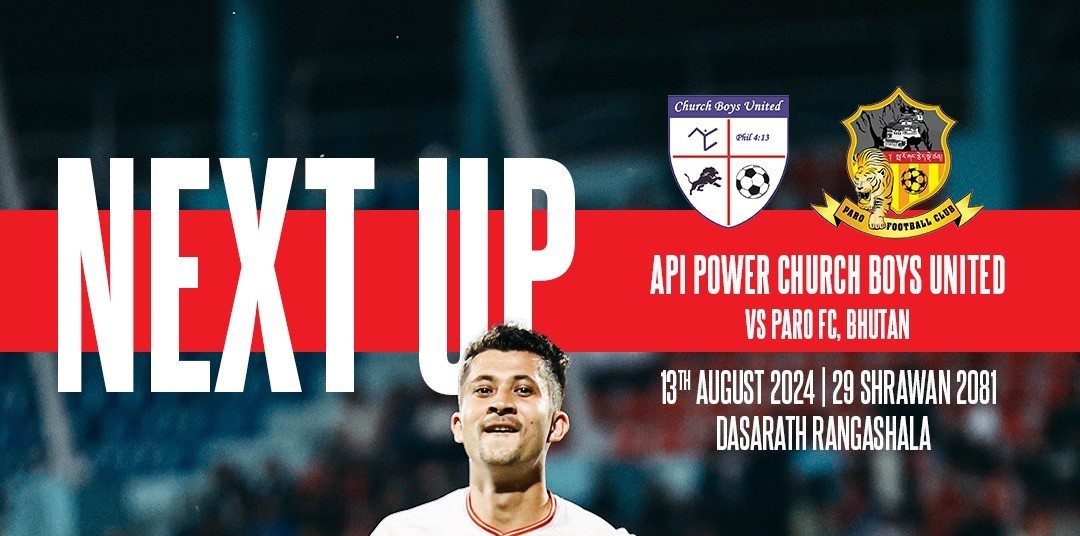 NEXT UP
Church Boys United
Phil 4:13
PARO FOOTBALL CLUB
API POWER CHURCH BOYS UNITED
VS PARO FC, BHUTAN
13TH AUGUST 2024 | 29 SHRAWAN 2081
DASARATH RANGASHALA